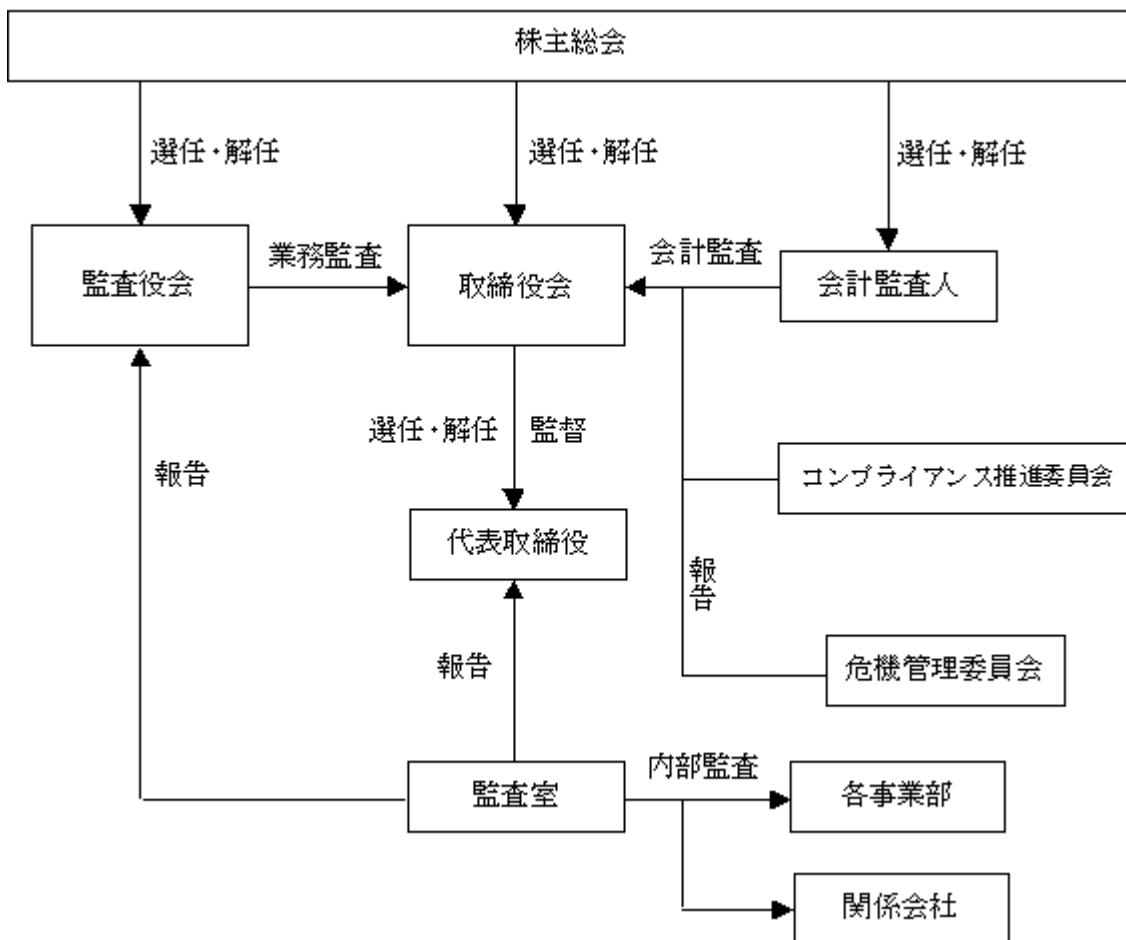 株主総会
選任・解任
選任・解任
選任・解任
監査役会
業務監査
取締役会
会計監査
会計監査人
選任・解任
監督
報告
コンプライアンス推進委員会
代表取締役
報告
危機管理委員会
報告
監査室
内部監査
各事業部
関係会社